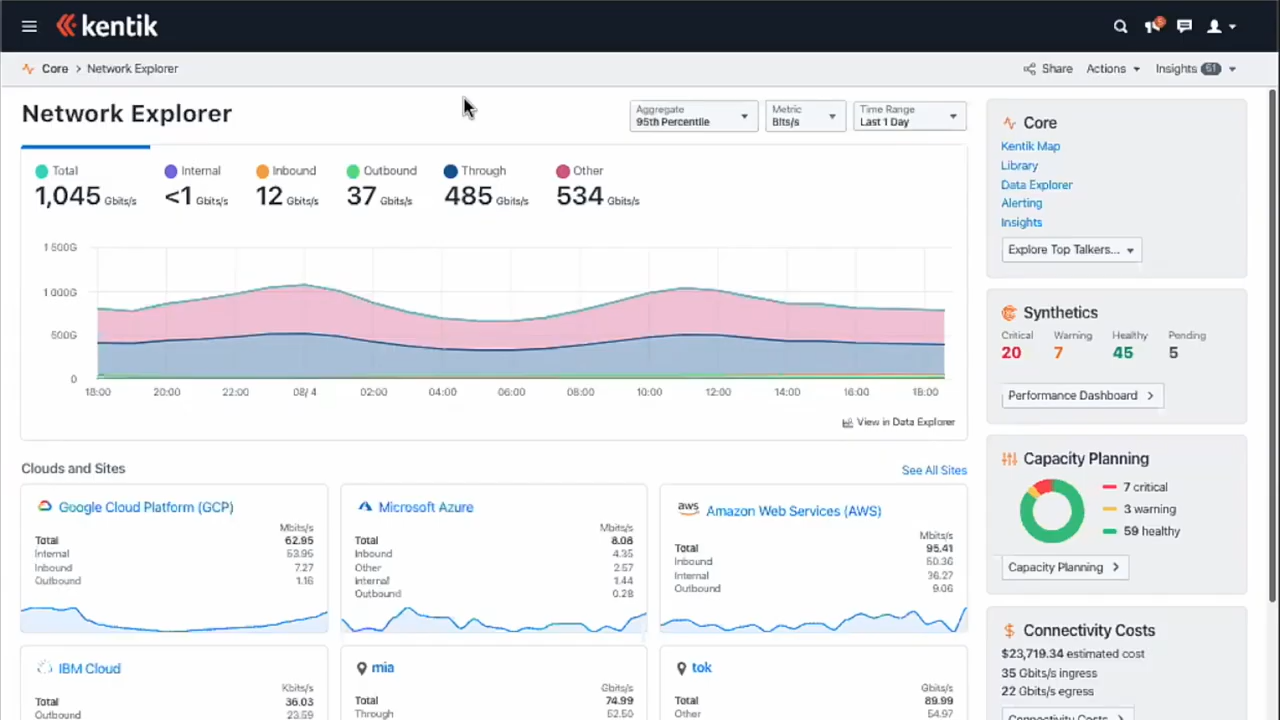 kentik
6
Core > Network Explorer
Share Actions Insights 61
Network Explorer
Aggregate
95th Percentile
Metric
Bits/s
Time Range
Last 1 Day
Total
1,045 Gbits/s
Internal
<1 Gbits/s
Inbound
12 Gbits/s
Outbound
37 Gbits/s
Through
485 Gbits/s
Other
534 Gbits/s
1 500G
1 000G
500G
0
18:00 20:00 22:00 08/ 4 02:00 04:00 06:00 08:00 10:00 12:00 14:00 16:00 18:00
View in Data Explorer
Clouds and Sites
See All Sites
Google Cloud Platform (GCP)
Mbits/s
Total 62.95
Internal 53.95
Inbound 7.27
Outbound 1.16
Microsoft Azure
Mbits/s
Total 8.08
Inbound 4.35
Other 2.57
Internal 1.44
Outbound 0.28
aws
Amazon Web Services (AWS)
Mbits/s
Total 95.41
Inbound 50.36
Internal 36.27
Outbound 9.06
IBM Cloud
Kbits/s
Total 36.03
Outbound 23.59
mia
Gbits/s
Total 74.99
Through 52.50
tok
Gbits/s
Total 89.99
Other 54.97
Core
Kentik Map
Library
Data Explorer
Alerting
Insights
Explore Top Talkers...
Synthetics
Critical Warning Healthy Pending
20 7 45 5
Performance Dashboard >
Capacity Planning
7 critical
3 warning
59 healthy
Capacity Planning >
Connectivity Costs
$23,719.34 estimated cost
35 Gbits/s ingress
22 Gbits/s egress
Connectivity Costs >